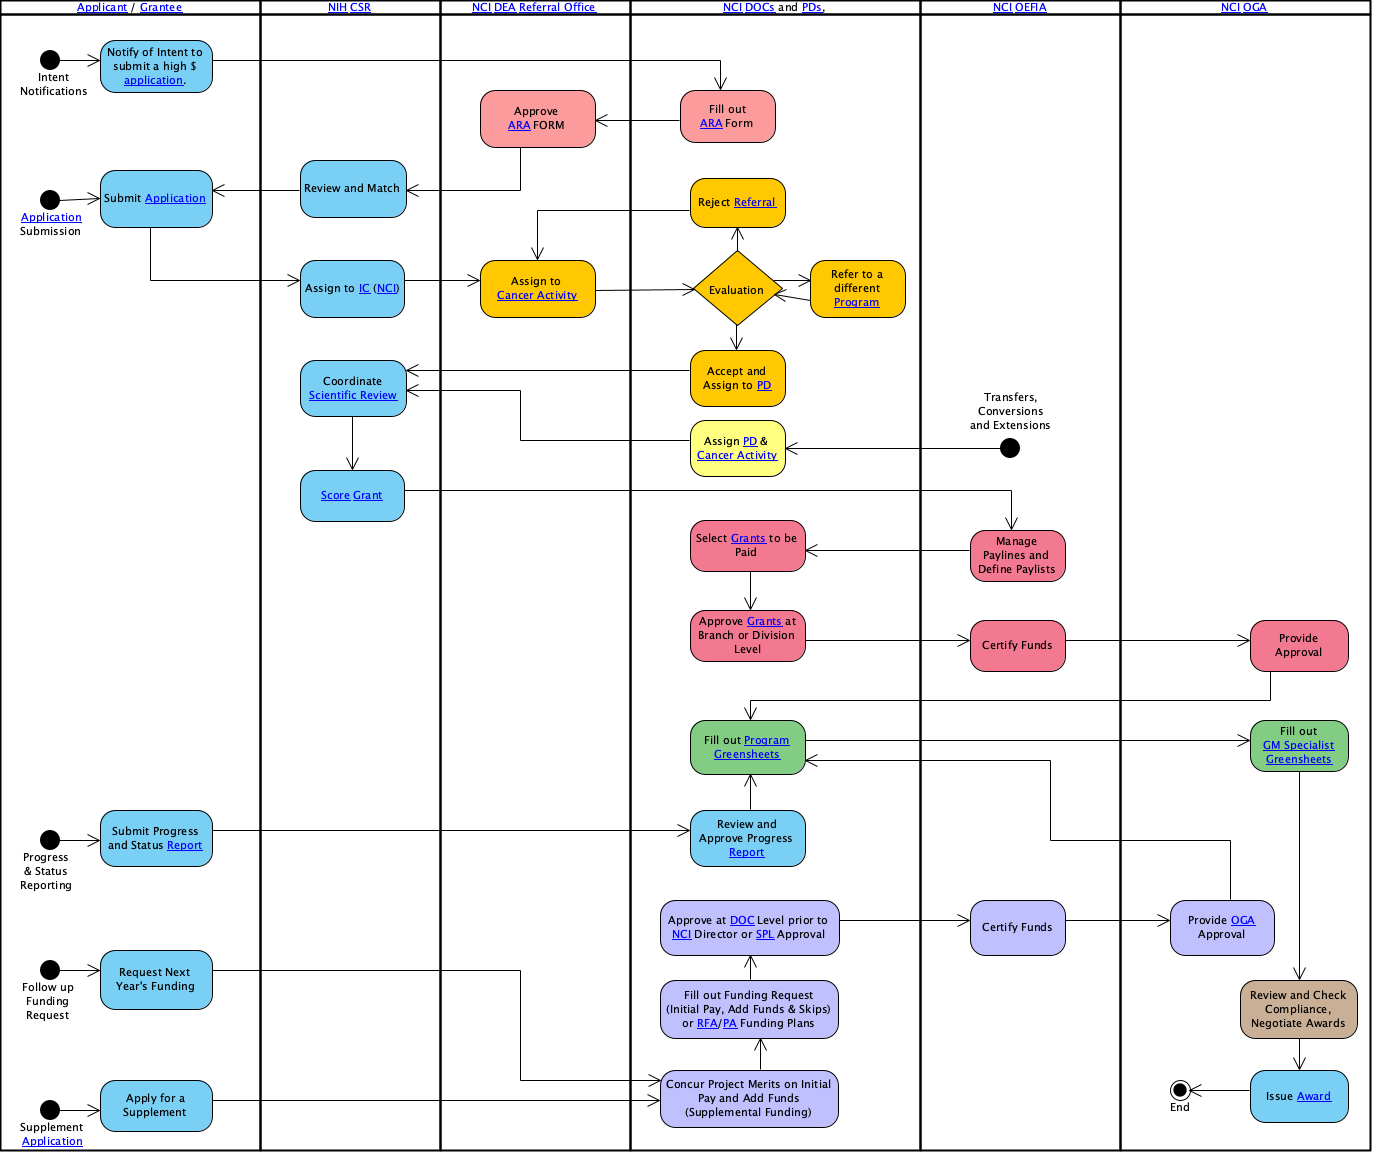 Applicant / Grantee
NIH CSR
NCI DEA Referral Office
NCI DOCs and PDs,
NCI OEFIA
NCI OGA
Intent
Notifications
Notify of Intent to
submit a high $
application.
Approve
ARA FORM
Fill out
ARA Form
Application
Submission
Submit Application
Review and Match
Reject Referral
Assign to IC (NCI)
Assign to
Cancer Activity
Evaluation
Refer to a
different
Program
Coordinate
Scientific Review
Accept and
Assign to PD
Transfers,
Conversions
and Extensions
Assign PD &
Cancer Activity
Score Grant
Select Grants to be
Paid
Manage
Paylines and
Define Paylists
Approve Grants at
Branch or Division
Level
Certify Funds
Provide
Approval
Fill out Program
Greensheets
Fill out
GM Specialist
Greensheets
Progress
& Status
Reporting
Submit Progress
and Status Report
Review and
Approve Progress
Report
Approve at DOC Level prior to
NCI Director or SPL Approval
Certify Funds
Provide OGA
Approval
Follow up
Funding
Request
Request Next
Year's Funding
Fill out Funding Request
(Initial Pay, Add Funds & Skips)
or RFA/PA Funding Plans
Review and Check
Compliance,
Negotiate Awards
Supplement
Application
Apply for a
Supplement
Concur Project Merits on Initial
Pay and Add Funds
(Supplemental Funding)
End
Issue Award